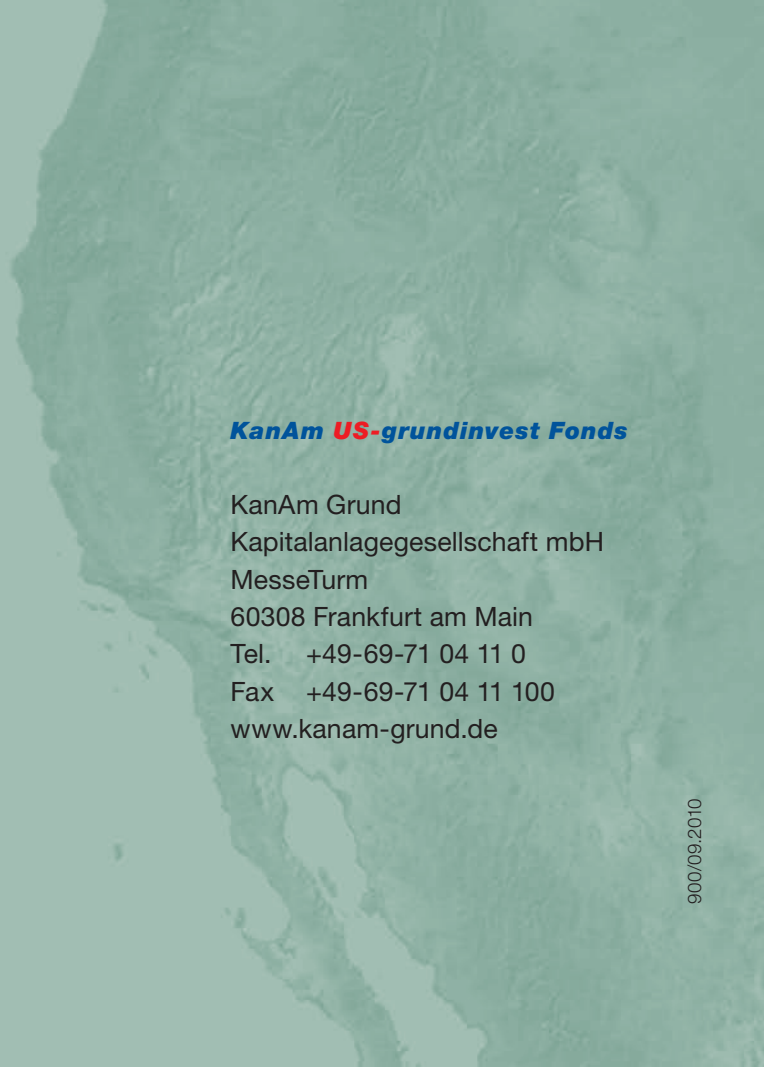 KanAm US-grundinvest Fonds
KanAm Grund
Kapitalanlagegesellschaft mbH
MesseTurm
60308 Frankfurt am Main
Tel. +49-69-71 04 11 0
Fax +49-69-71 04 11 100
www.kanam-grund.de
900/09.2010